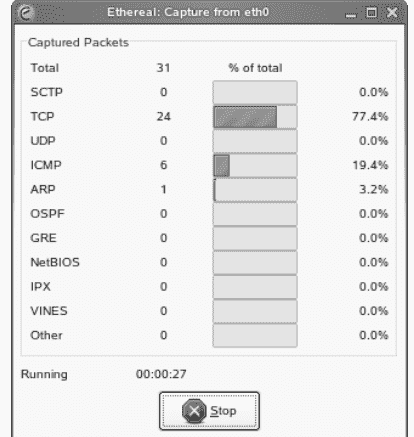 Ethereal: Capture from eth0
Captured Packets
Total 31 % of total
SCTP 0 0.0%
TCP 24 77.4%
UDP 0 0.0%
ICMP 6 19.4%
ARP 1 3.2%
OSPF 0 0.0%
GRE 0 0.0%
NetBIOS 0 0.0%
IPX 0 0.0%
VINES 0 0.0%
Other 0 0.0%
Running 00:00:27
Stop